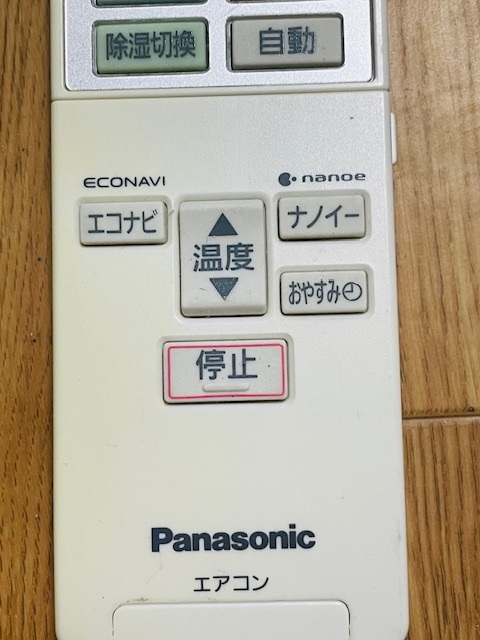 除湿切換 自動
ECONAVI nanoe
エコナビ ナノイー
温度
おやすみ
停止
Panasonic
エアコン